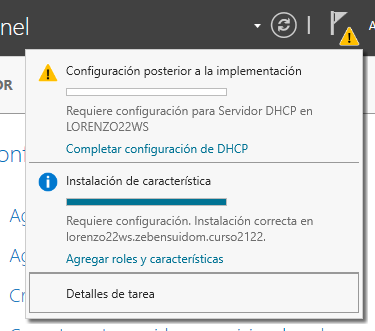 nel
Configuración posterior a la implementación
Requiere configuración para Servidor DHCP en
LORENZO22WS
Completar configuración de DHCP
Instalación de característica
Requiere configuración. Instalación correcta en
lorenzo22ws.zebensuidom.curso2122.
Agregar roles y características
Detalles de tarea